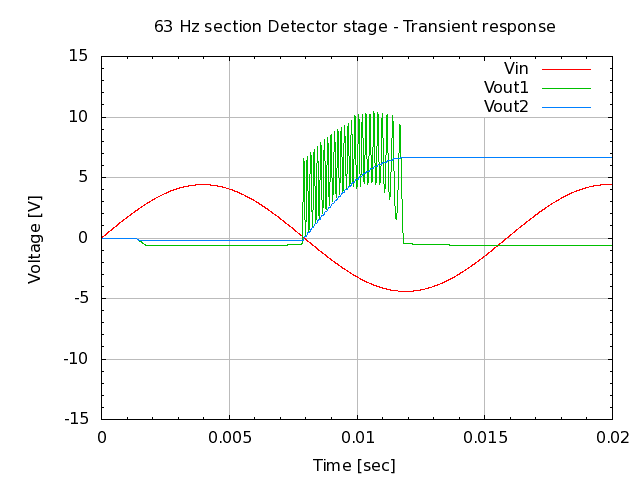 63 Hz section Detector stage - Transient response
Vin
Vout1
Vout2
15
10
5
0
-5
-10
-15
Voltage [V]
0 0.005 0.01 0.015 0.02
Time [sec]